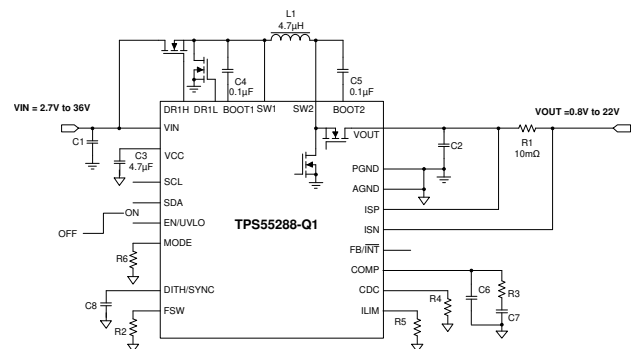 L1
4.7µH
C4
0.1µF
C5
0.1µF
VIN = 2.7V to 36V
VOUT =0.8V to 22V
DR1H DR1L BOOT1 SW1 SW2 BOOT2
C1
VIN
VOUT
C2
R1
10mΩ
C3
4.7µF
VCC
PGND
SCL
AGND
SDA
ISP
ON
OFF
EN/UVLO
TPS55288-Q1
ISN
MODE
FB/INT
R6
COMP
C6
R3
DITH/SYNC
CDC
C8
R4
C7
FSW
ILIM
R2
R5